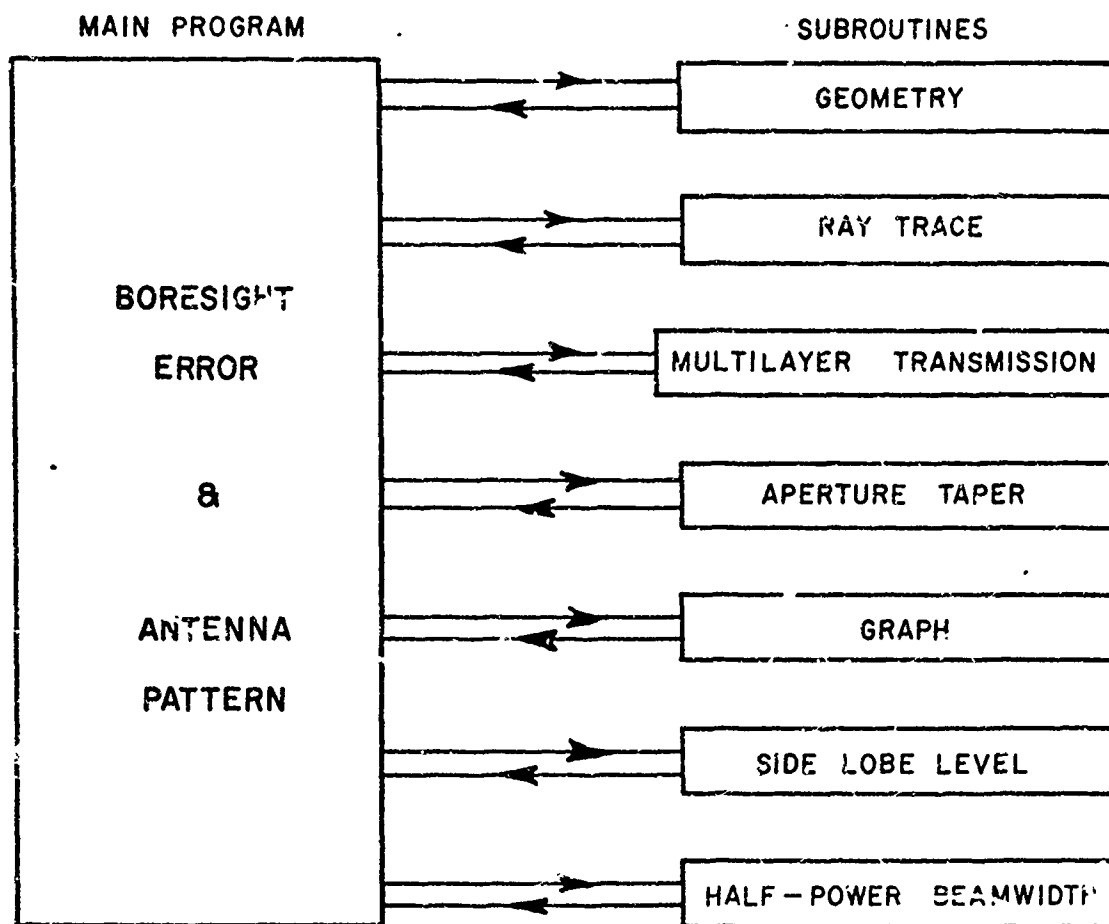 MAIN PROGRAM
SUBROUTINES
BORESIGHT
ERROR
&
ANTENNA
PATTERN
GEOMETRY
RAY TRACE
MULTILAYER TRANSMISSION
APERTURE TAPER
GRAPH
SIDE LOBE LEVEL
HALF-POWER BEAMWIDTH